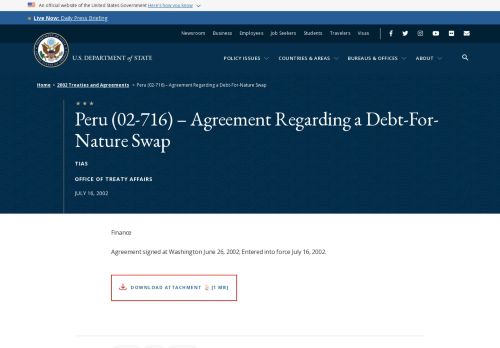 An official website of the United States Government Here's how you know
Live Now: Daily Press Briefing
Newsroom Business Employees Job Seekers Students Travelers Visas
U.S. DEPARTMENT of STATE
POLICY ISSUES COUNTRIES & AREAS BUREAUS & OFFICES ABOUT
Home > 2002 Treaties and Agreements > Peru (02-716) – Agreement Regarding a Debt-For-Nature Swap
Peru (02-716) – Agreement Regarding a Debt-For-
Nature Swap
TIAS
OFFICE OF TREATY AFFAIRS
JULY 16, 2002
Finance
Agreement signed at Washington June 26, 2002; Entered into force July 16, 2002.
DOWNLOAD ATTACHMENT [1 MB]